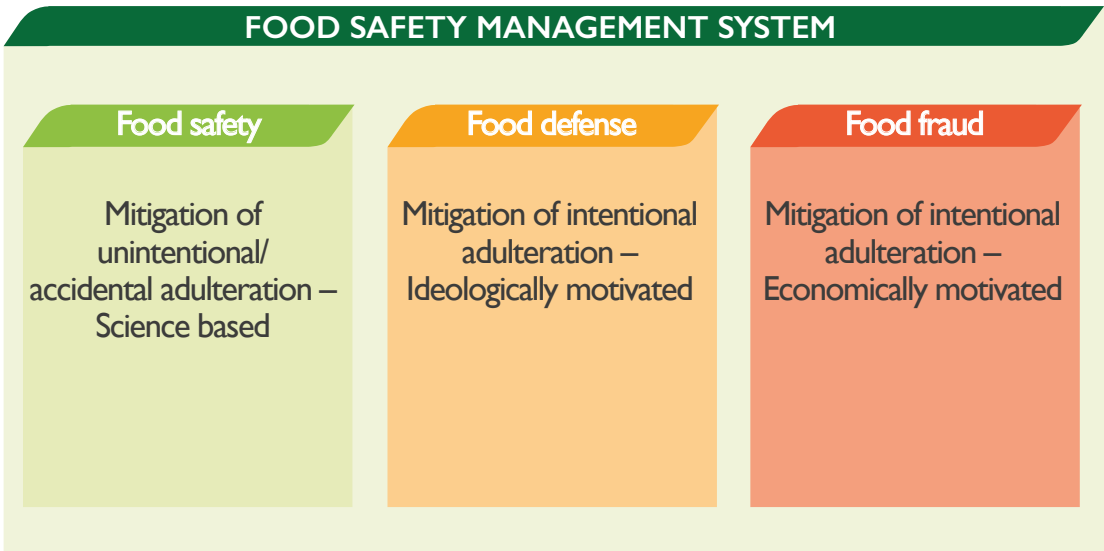 FOOD SAFETY MANAGEMENT SYSTEM
Food safety
Mitigation of
unintentional/
accidental adulteration –
Science based
Food defense
Mitigation of intentional
adulteration –
Ideologically motivated
Food fraud
Mitigation of intentional
adulteration –
Economically motivated